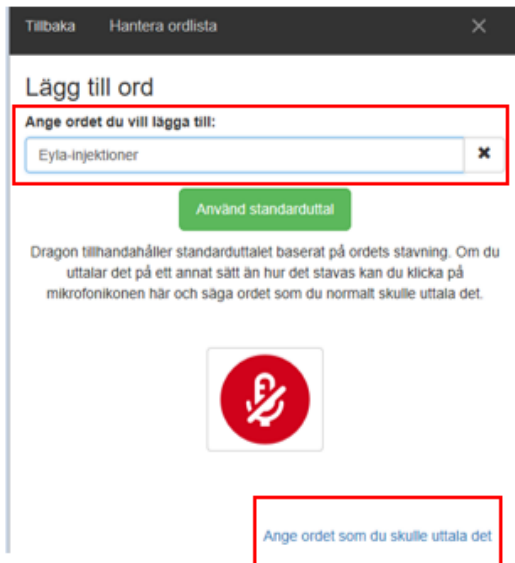 Tillbaka Hantera ordlista ×
Lägg till ord
Ange ordet du vill lägga till:
Eyla-injektioner
Använd standarduttal
Dragon tillhandahåller standarduttalet baserat på ordets stavning. Om du
uttalar det på ett annat sätt än hur det stavas kan du klicka på
mikrofonikonen här och säga ordet som du normalt skulle uttala det.
Ange ordet som du skulle uttala det